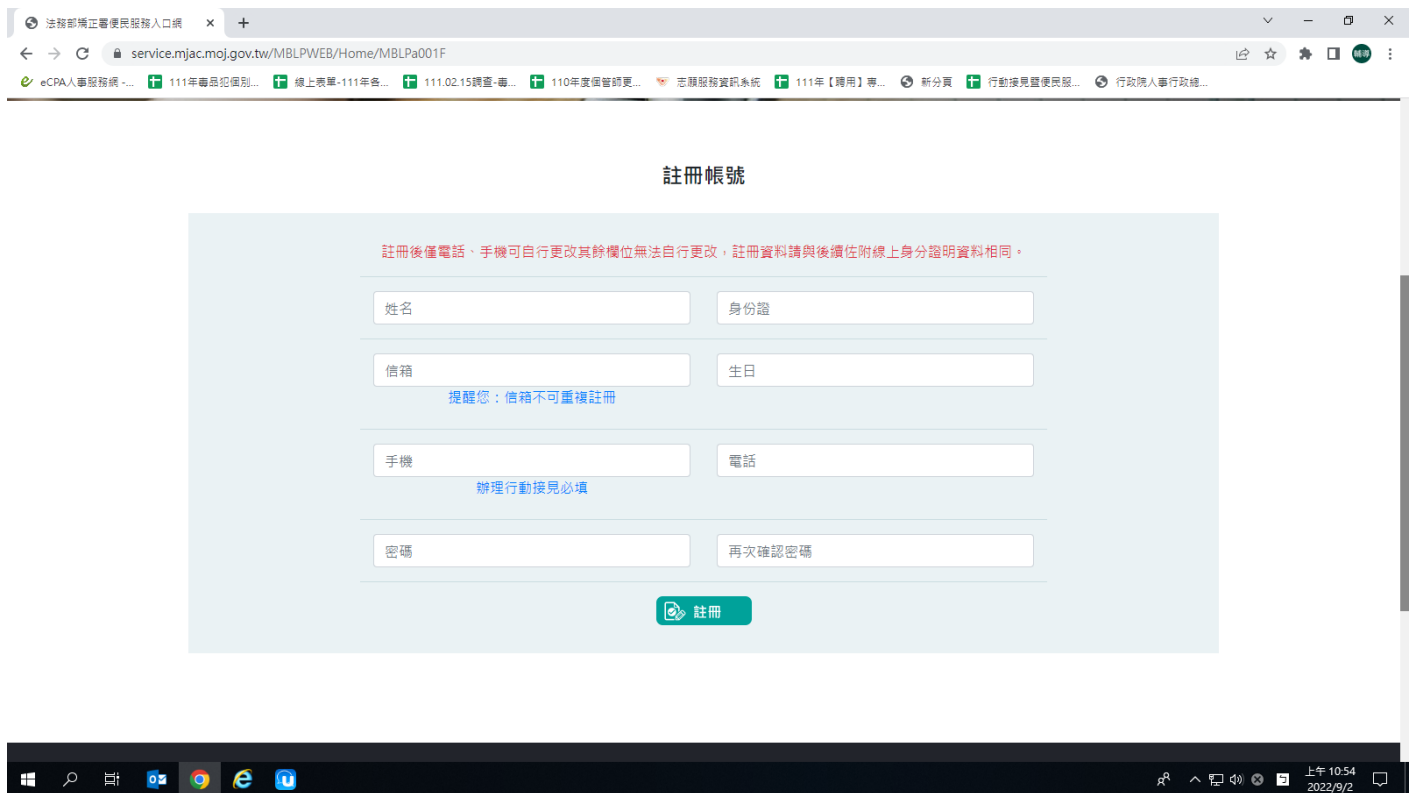 法務部矯正署便民服務入口網
service.mjac.moj.gov.tw/MBLPWEB/Home/MBLPa001F
輔導
eCPA人事服務網 -... 111年毒品犯個別... 線上表單-111年各... 111.02.15調查-毒... 110年度個管師更... 志願服務資訊系統 111年【聘用】專... 新分頁 行動接見暨便民服... 行政院人事行政總...
註冊帳號
註冊後僅電話、手機可自行更改其餘欄位無法自行更改，註冊資料請與後續佐附線上身分證明資料相同。
姓名 身份證
信箱 生日
提醒您：信箱不可重複註冊
手機 電話
辦理行動接見必填
密碼 再次確認密碼
註冊
上午 10:54
2022/9/2